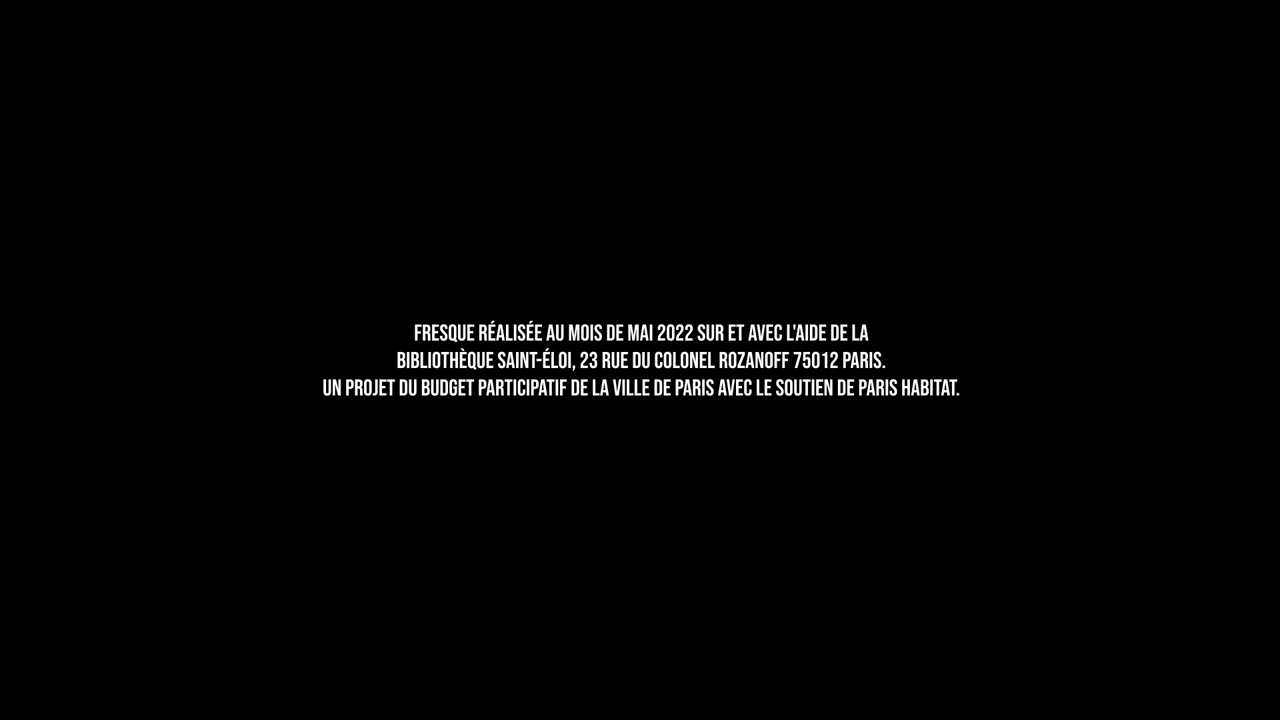 FRESQUE RÉALISÉE AU MOIS DE MAI 2022 SUR ET AVEC L'AIDE DE LA
BIBLIOTHÈQUE SAINT-ÉLOI, 23 RUE DU COLONEL ROZANOFF 75012 PARIS.
UN PROJET DU BUDGET PARTICIPATIF DE LA VILLE DE PARIS AVEC LE SOUTIEN DE PARIS HABITAT.